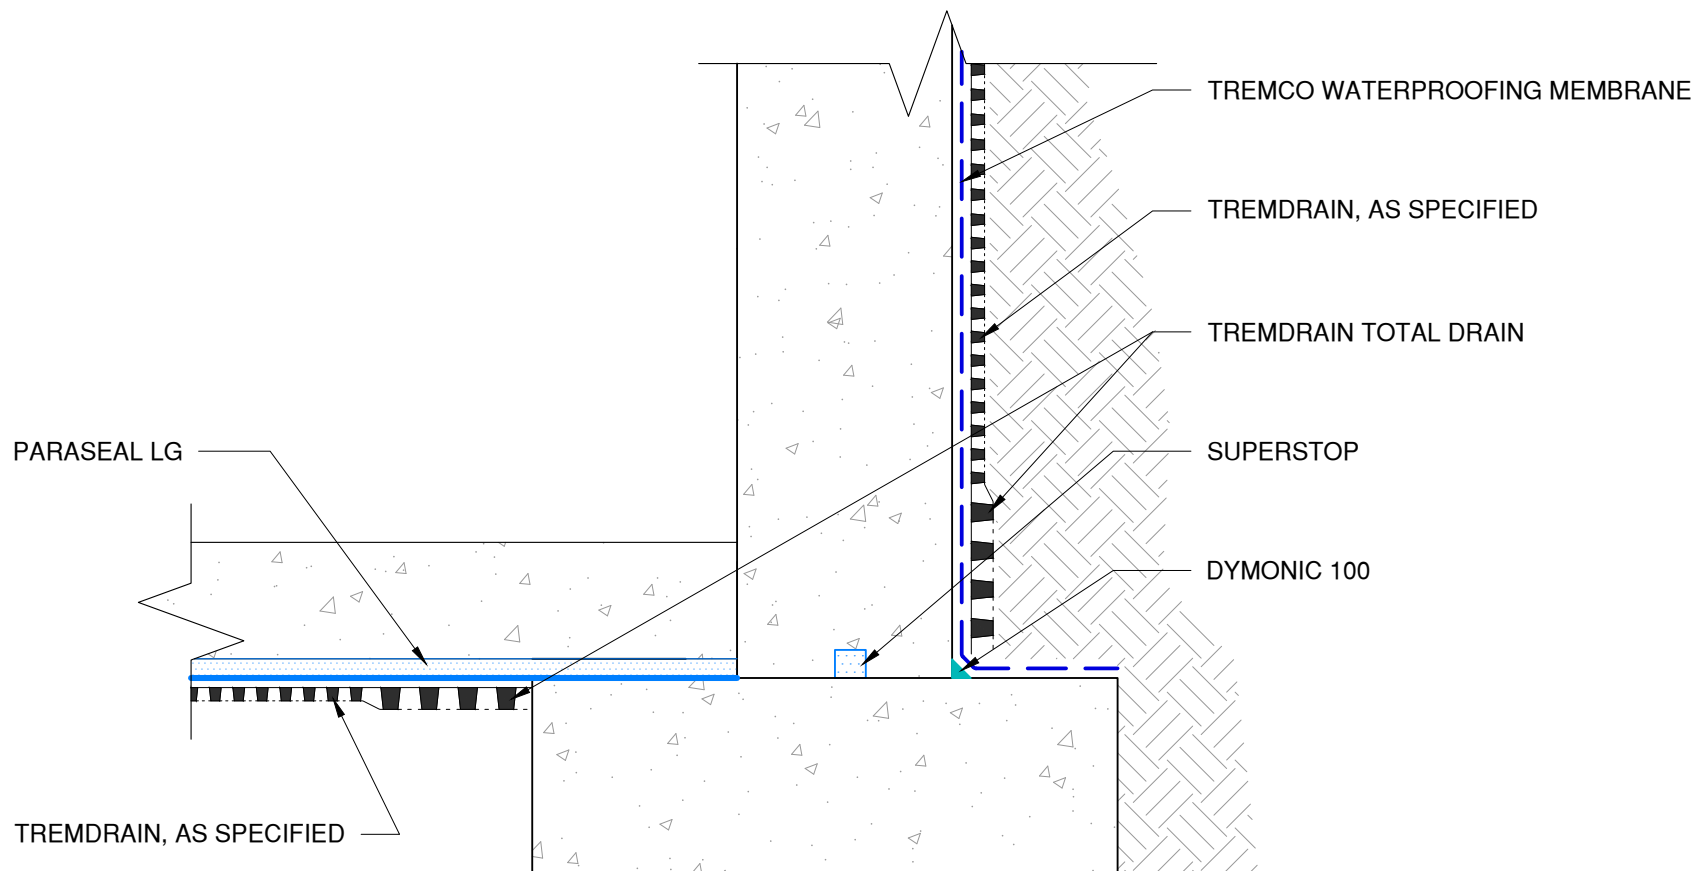 TREMCO WATERPROOFING MEMBRANE
TREMDRAIN, AS SPECIFIED
TREMDRAIN TOTAL DRAIN
PARASEAL LG
SUPERSTOP
DYMONIC 100
TREMDRAIN, AS SPECIFIED